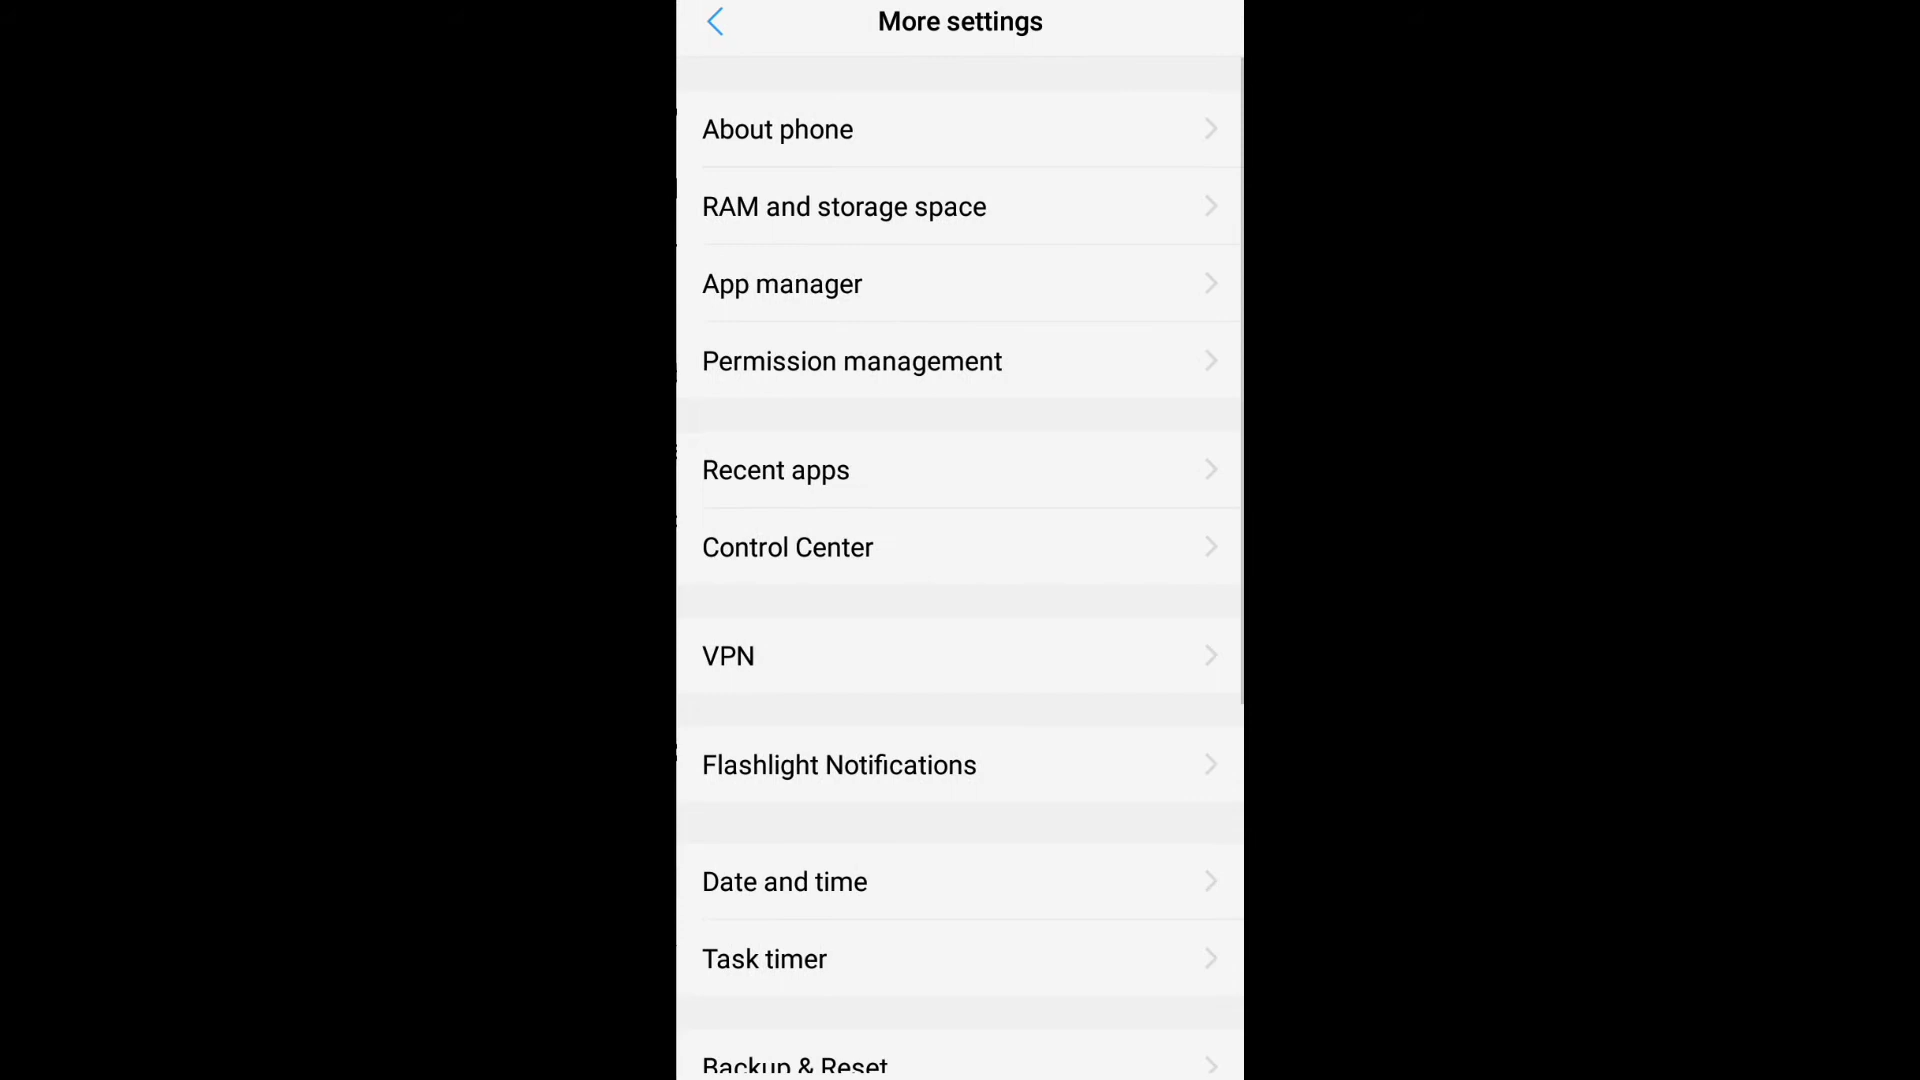 More settings
About phone
RAM and storage space
App manager
Permission management
Recent apps
Control Center
VPN
Flashlight Notifications
Date and time
Task timer
Backup & Reset